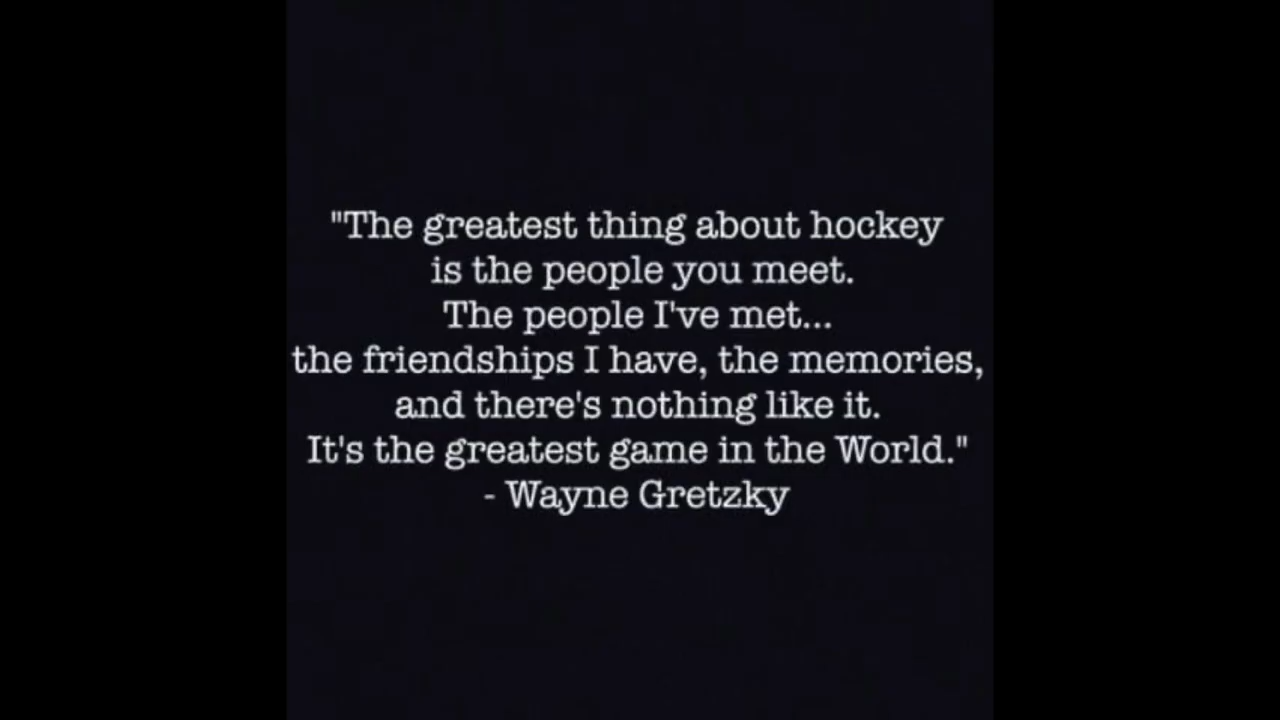 "The greatest thing about hockey
is the people you meet.
The people I've met...
the friendships I have, the memories,
and there's nothing like it.
It's the greatest game in the World."
- Wayne Gretzky